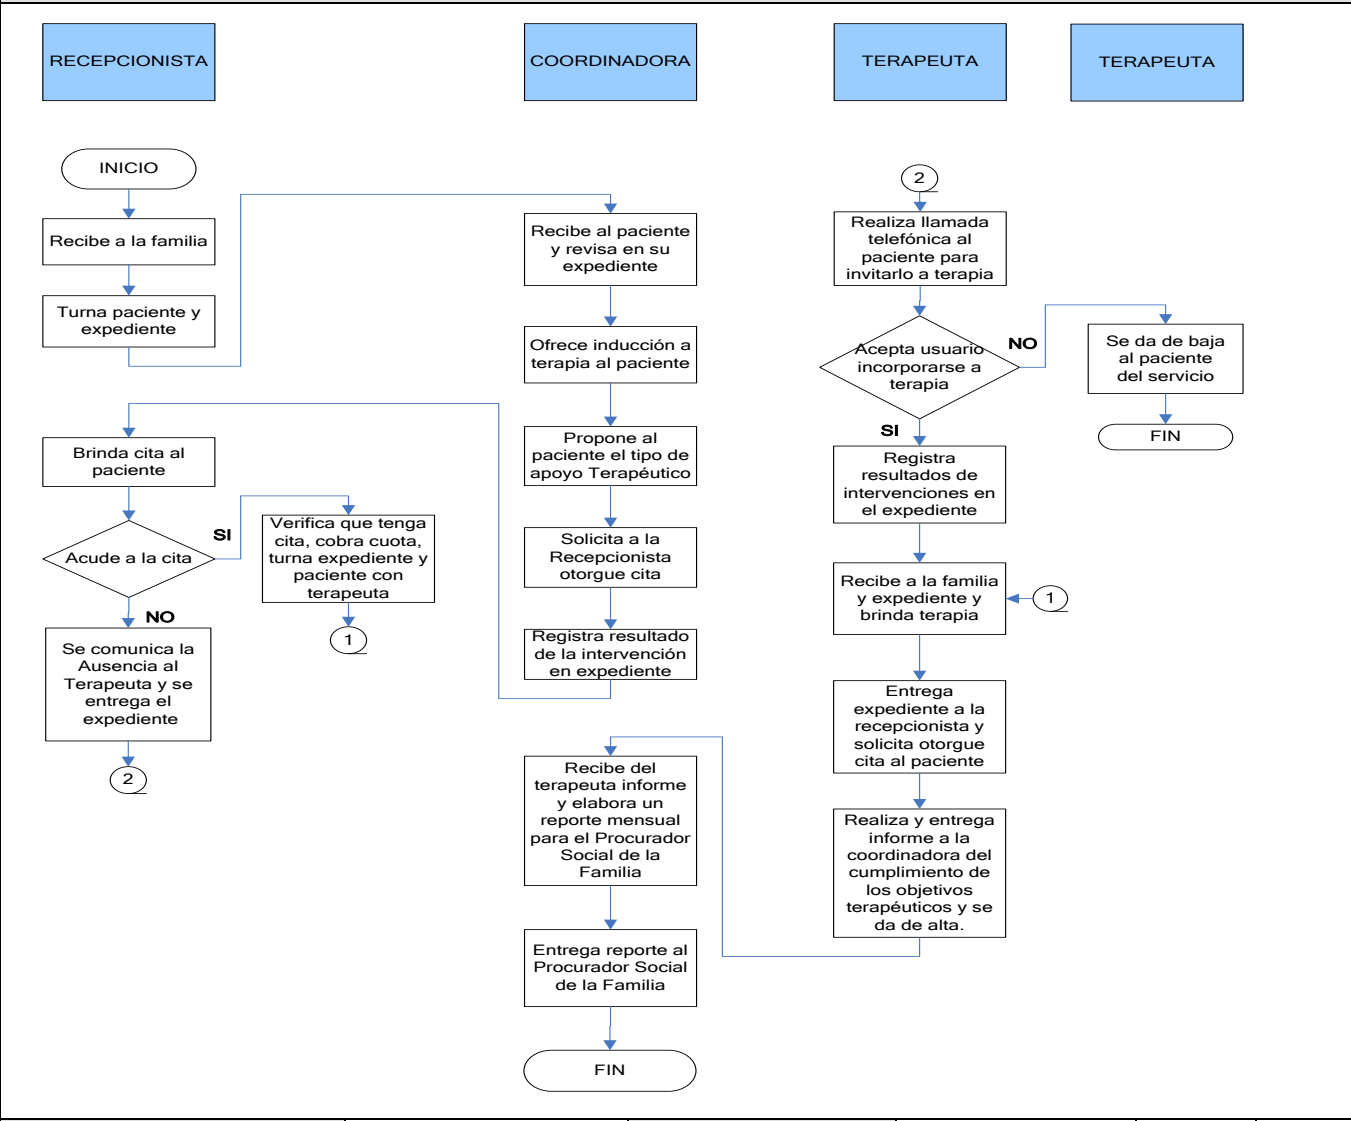 RECEPCIONISTA
COORDINADORA
TERAPEUTA
TERAPEUTA
INICIO
Recibe a la familia
Turna paciente y
expediente
Brinda cita al
paciente
Acude a la cita
SI
Verifica que tenga
cita, cobra cuota,
turna expediente y
paciente con
terapeuta
1
NO
Se comunica la
Ausencia al
Terapeuta y se
entrega el
expediente
2
Recibe al paciente
y revisa en su
expediente
Ofrece inducción a
terapia al paciente
Propone al
paciente el tipo de
apoyo Terapéutico
Solicita a la
Recepcionista
otorgue cita
Registra resultado
de la intervención
en expediente
Recibe del
terapeuta informe
y elabora un
reporte mensual
para el Procurador
Social de la
Familia
Entrega reporte al
Procurador Social
de la Familia
FIN
2
Realiza llamada
telefónica al
paciente para
invitarlo a terapia
Acepta usuario
incorporarse a
terapia
NO
Se da de baja
al paciente
del servicio
FIN
SI
Registra
resultados de
intervenciones en
el expediente
Recibe a la familia
y expediente y
brinda terapia
1
Entrega
expediente a la
recepcionista y
solicita otorgue
cita al paciente
Realiza y entrega
informe a la
coordinadora del
cumplimiento de
los objetivos
terapéuticos y se
da de alta.